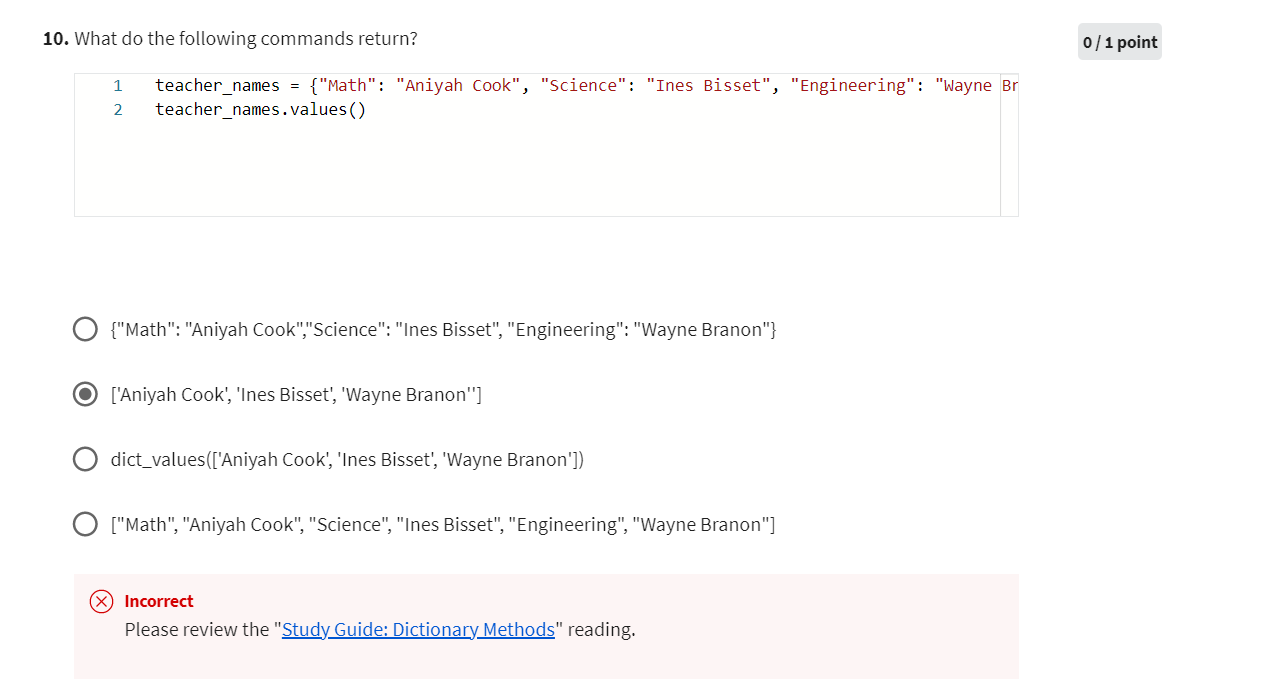 10. What do the following commands return?
0 / 1 point
1 teacher_names = {"Math": "Aniyah Cook", "Science": "Ines Bisset", "Engineering": "Wayne Br
2 teacher_names.values()
{"Math": "Aniyah Cook","Science": "Ines Bisset", "Engineering": "Wayne Branon"}
['Aniyah Cook', 'Ines Bisset', 'Wayne Branon'']
dict_values(['Aniyah Cook', 'Ines Bisset', 'Wayne Branon'])
["Math", "Aniyah Cook", "Science", "Ines Bisset", "Engineering", "Wayne Branon"]
Incorrect
Please review the "Study Guide: Dictionary Methods" reading.